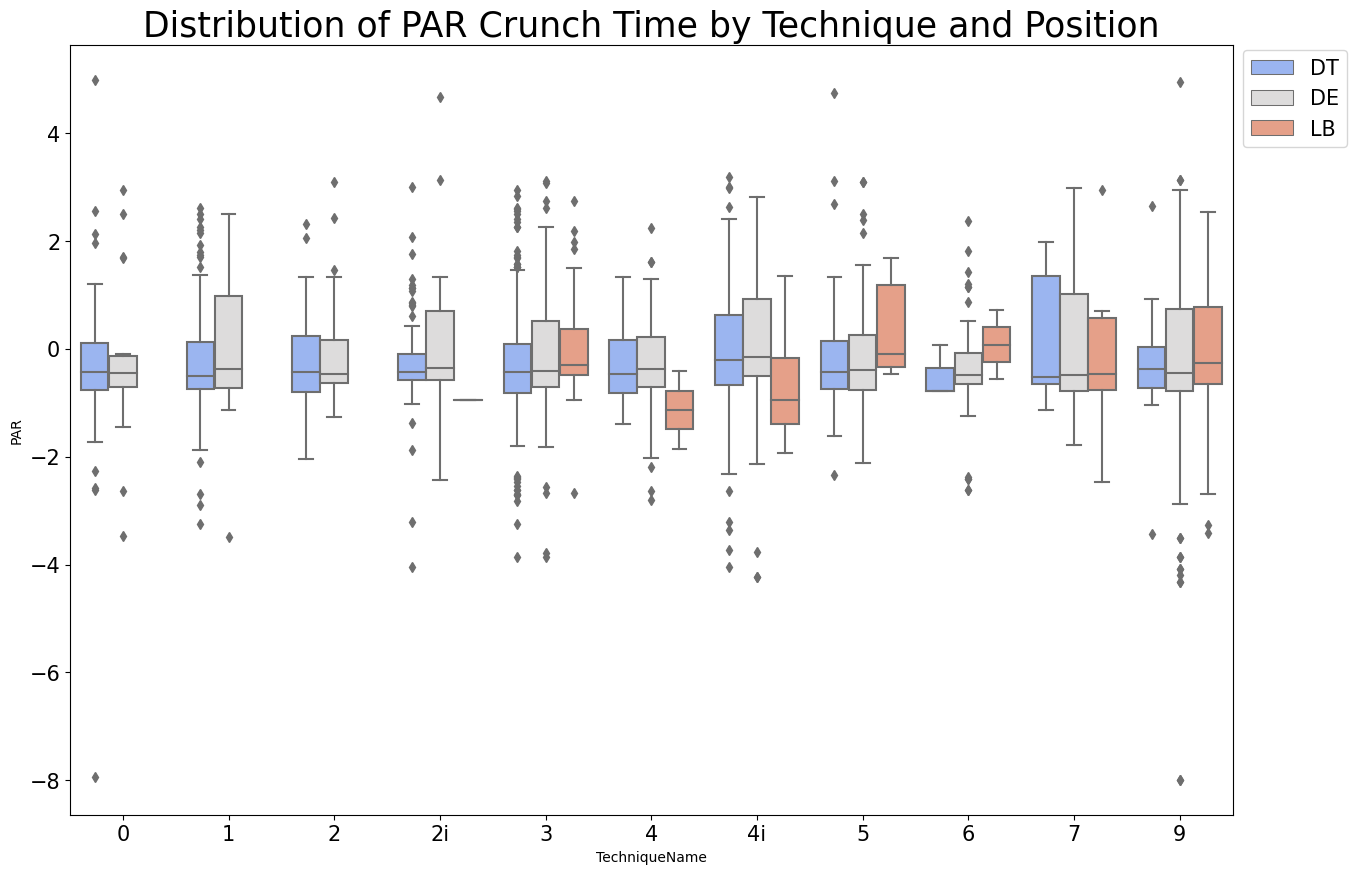 Distribution of PAR Crunch Time by Technique and Position
DT
DE
LB
4
2
0
−2
−4
−6
−8
PAR
0 1 2 2i 3 4 4i 5 6 7 9
TechniqueName